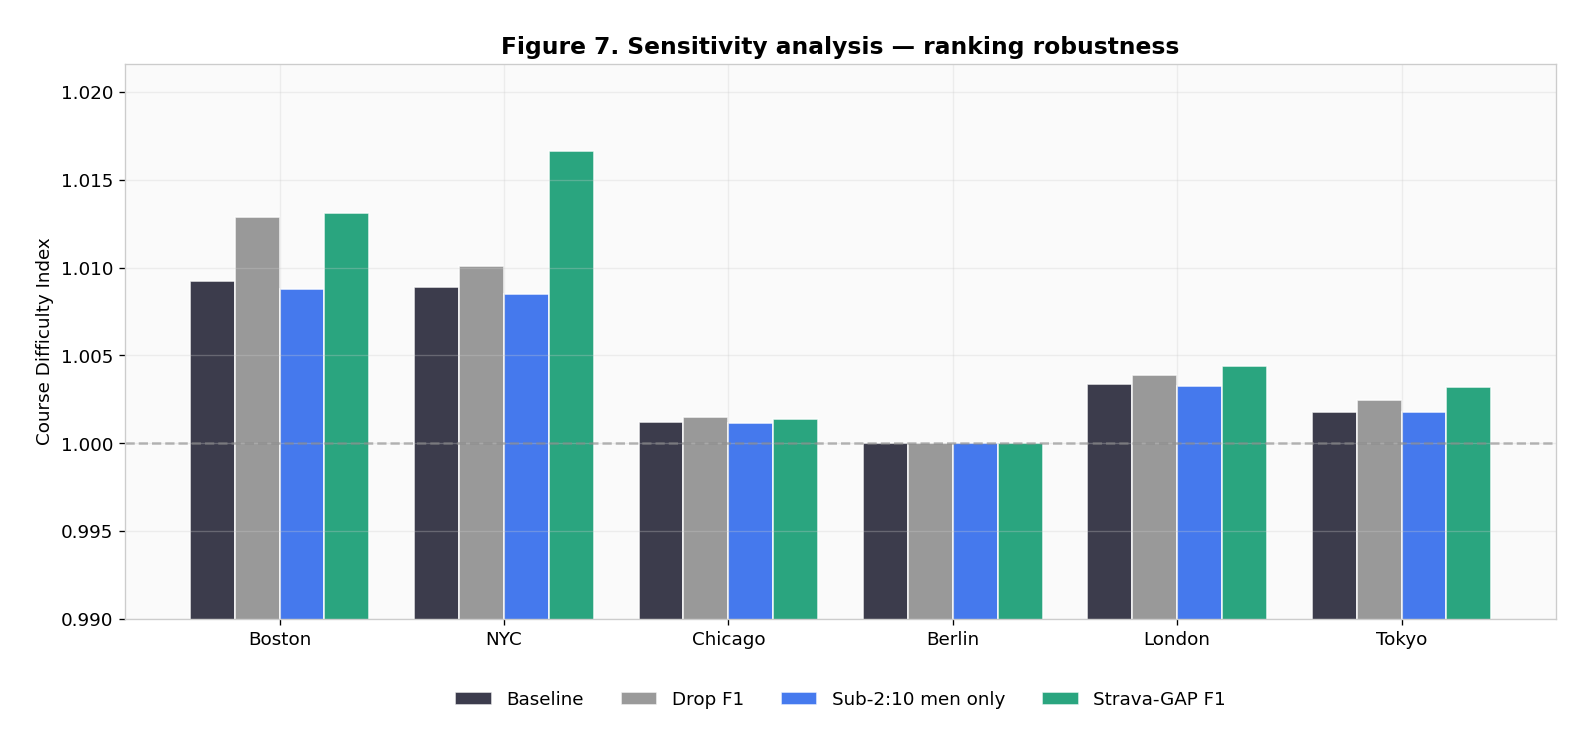 Figure 7. Sensitivity analysis — ranking robustness
Course Difficulty Index
1.020
1.015
1.010
1.005
1.000
0.995
0.990
Boston NYC Chicago Berlin London Tokyo
Baseline Drop F1 Sub-2:10 men only Strava-GAP F1